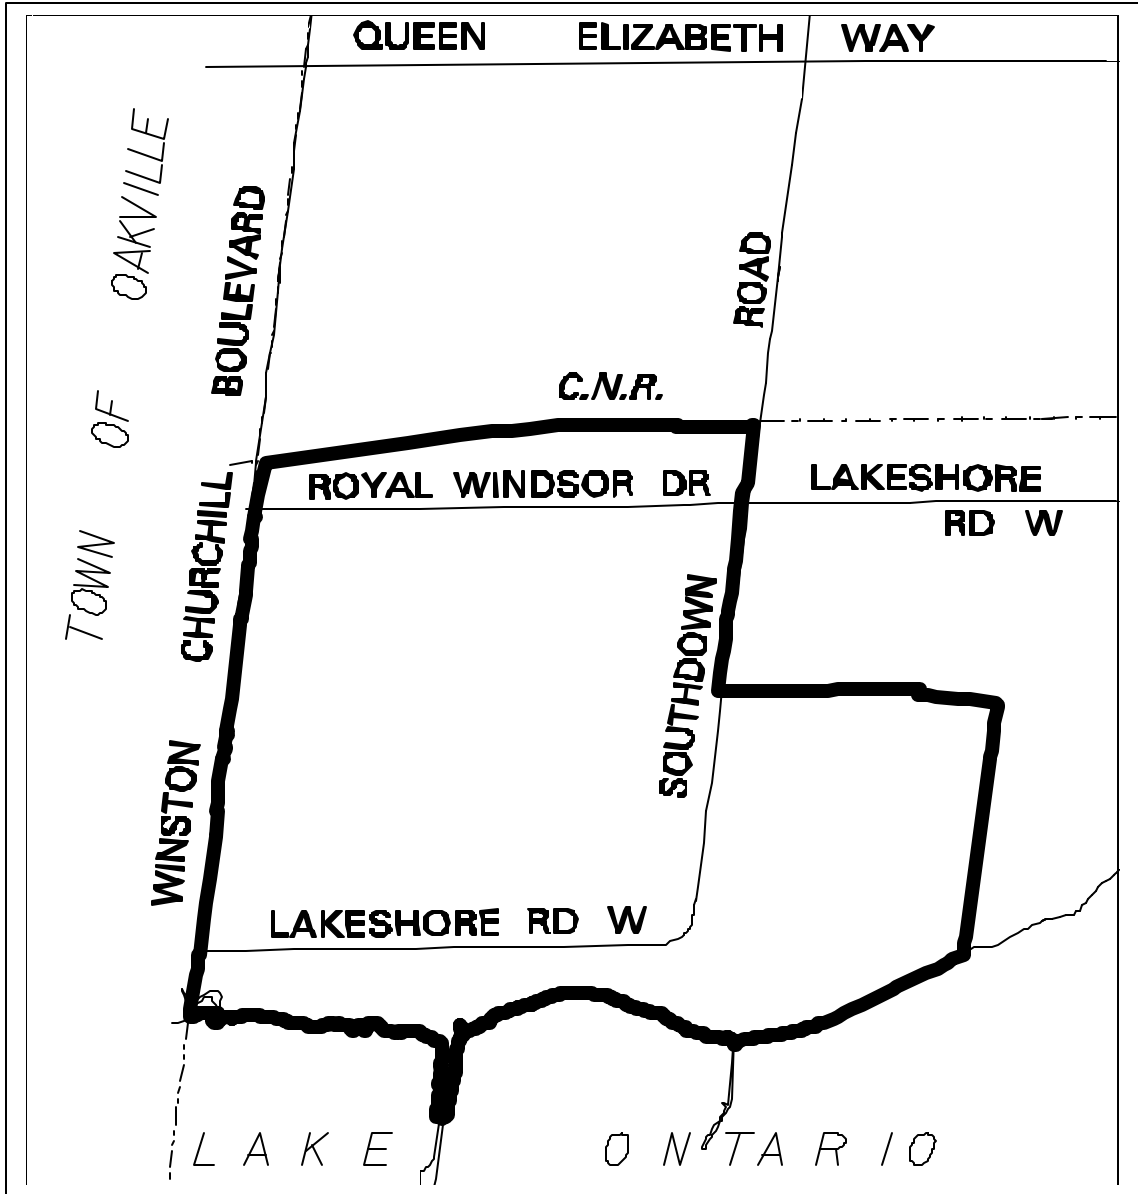 QUEEN ELIZABETH WAY
TOWN OF OAKVILLE
WINSTON CHURCHILL BOULEVARD
SOUTHDOWN ROAD
C.N.R.
ROYAL WINDSOR DR
LAKESHORE
RD W
LAKESHORE RD W
LAKE ONTARIO